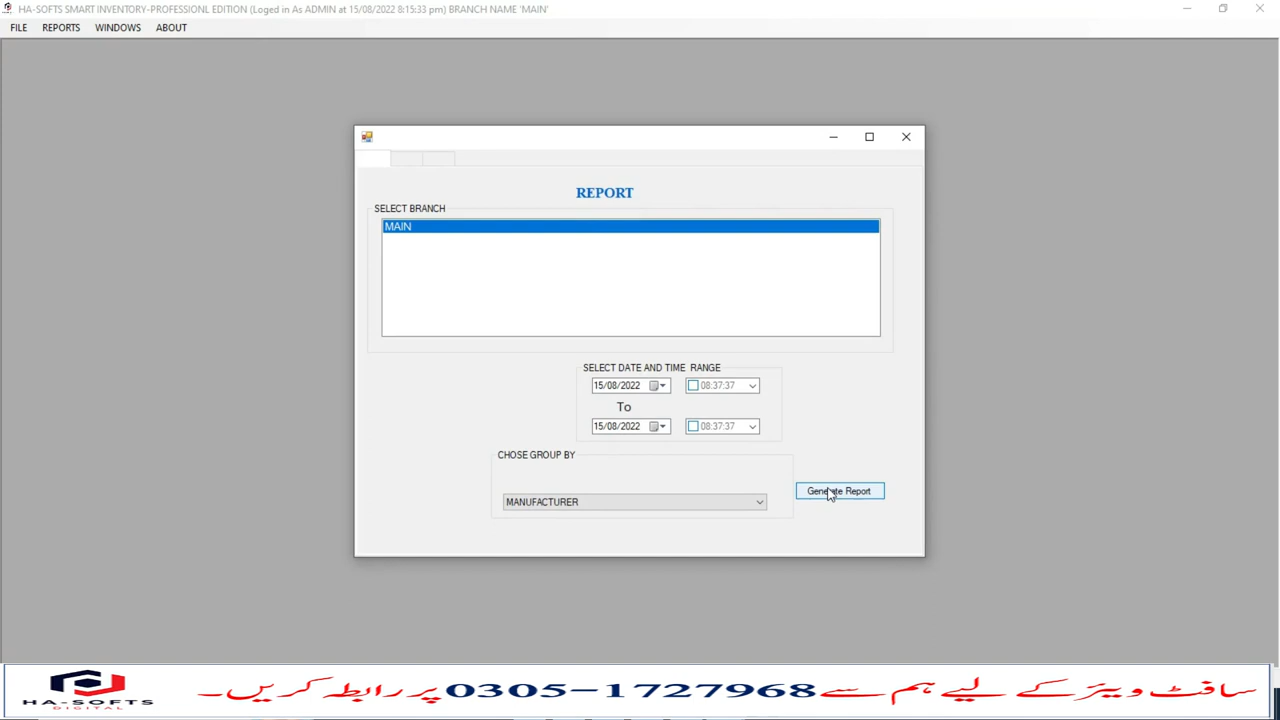 HA-SOFTS SMART INVENTORY-PROFESSIONL EDITION (Loged in As ADMIN at 15/08/2022 8:15:33 pm) BRANCH NAME 'MAIN'
FILE REPORTS WINDOWS ABOUT
REPORT
SELECT BRANCH
MAIN
SELECT DATE AND TIME RANGE
15/08/2022 08:37:37
To
15/08/2022 08:37:37
CHOSE GROUP BY
Generate Report
MANUFACTURER
سافٹ ویئر کے لیے ہم سے 0305-1727968 پر رابطہ کریں۔
HA-SOFTS
DIGITAL